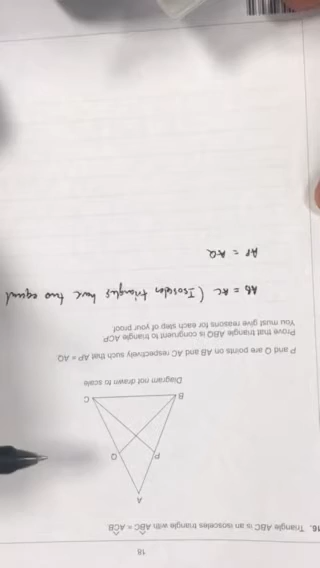 18
16. Triangle ABC is an isosceles triangle with AB̂C = AĈB.
A
P
Q
B
C
Diagram not drawn to scale
P and Q are points on AB and AC respectively such that AP = AQ.
Prove that triangle ABQ is congruent to triangle ACP.
You must give reasons for each step of your proof.
AB = AC (Isosceles triangles have two equal
AP = AQ